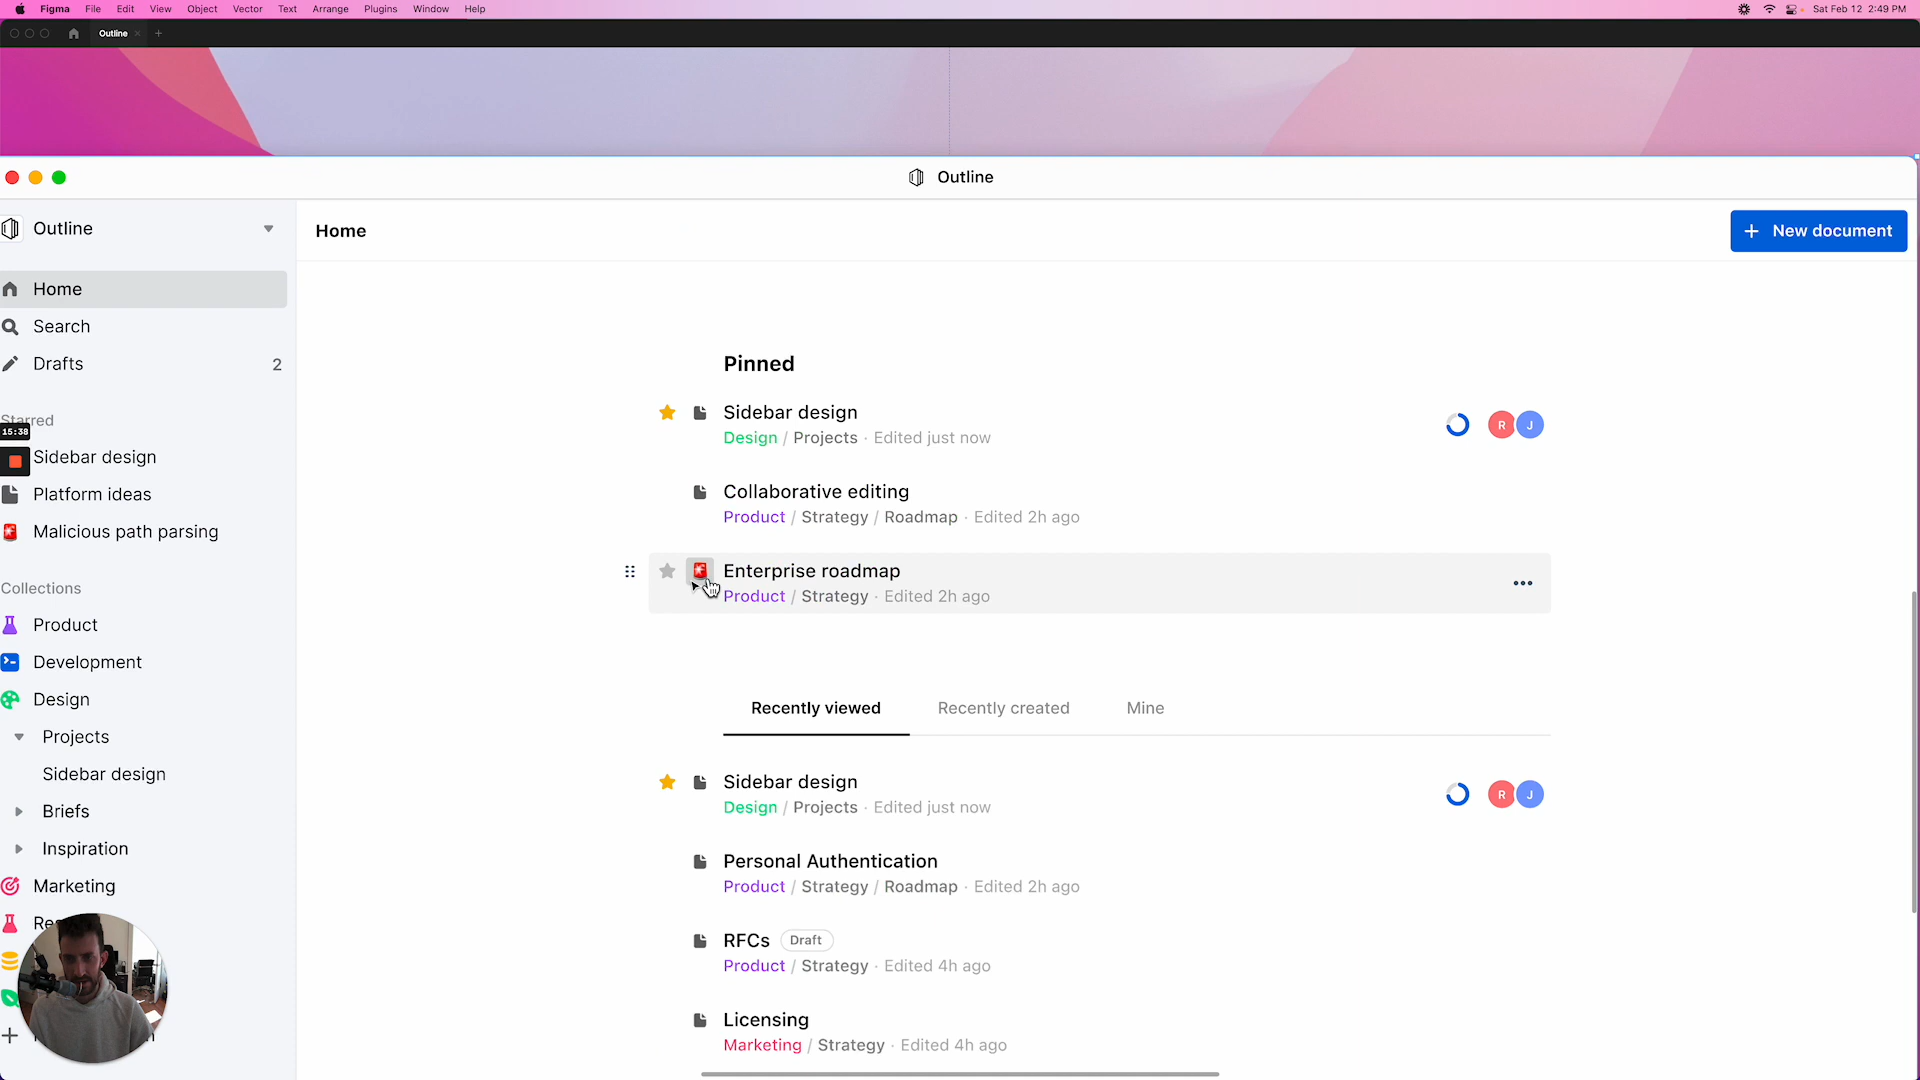 Figma File Edit View Object Vector Text Arrange Plugins Window Help Sat Feb 12 2:49 PM
Outline
Outline
Outline
Home
New document
Home
Search
Drafts 2
Starred
15:38
Sidebar design
Platform ideas
Malicious path parsing
Collections
Product
Development
Design
Projects
Sidebar design
Briefs
Inspiration
Marketing
Pinned
Sidebar design
Design / Projects · Edited just now
R J
Collaborative editing
Product / Strategy / Roadmap · Edited 2h ago
Enterprise roadmap
Product / Strategy · Edited 2h ago
Recently viewed Recently created Mine
Sidebar design
Design / Projects · Edited just now
R J
Personal Authentication
Product / Strategy / Roadmap · Edited 2h ago
RFCs Draft
Product / Strategy · Edited 4h ago
Licensing
Marketing / Strategy · Edited 4h ago